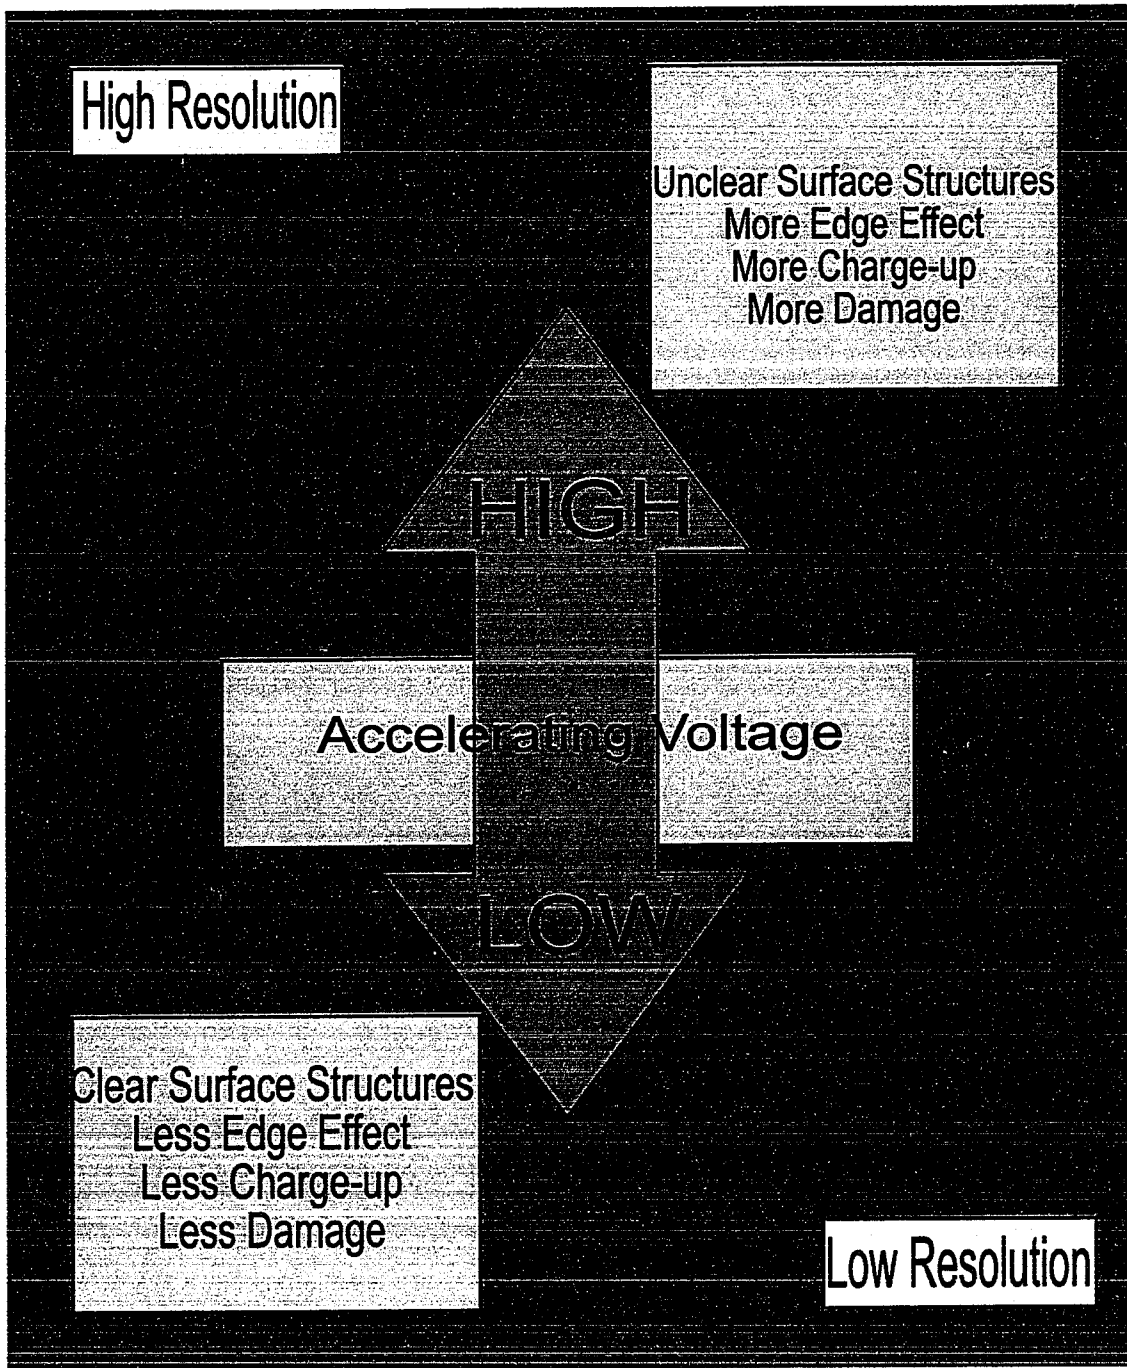 High Resolution
Unclear Surface Structures
More Edge Effect
More Charge-up
More Damage
HIGH
Accelerating Voltage
LOW
Clear Surface Structures
Less Edge Effect
Less Charge-up
Less Damage
Low Resolution